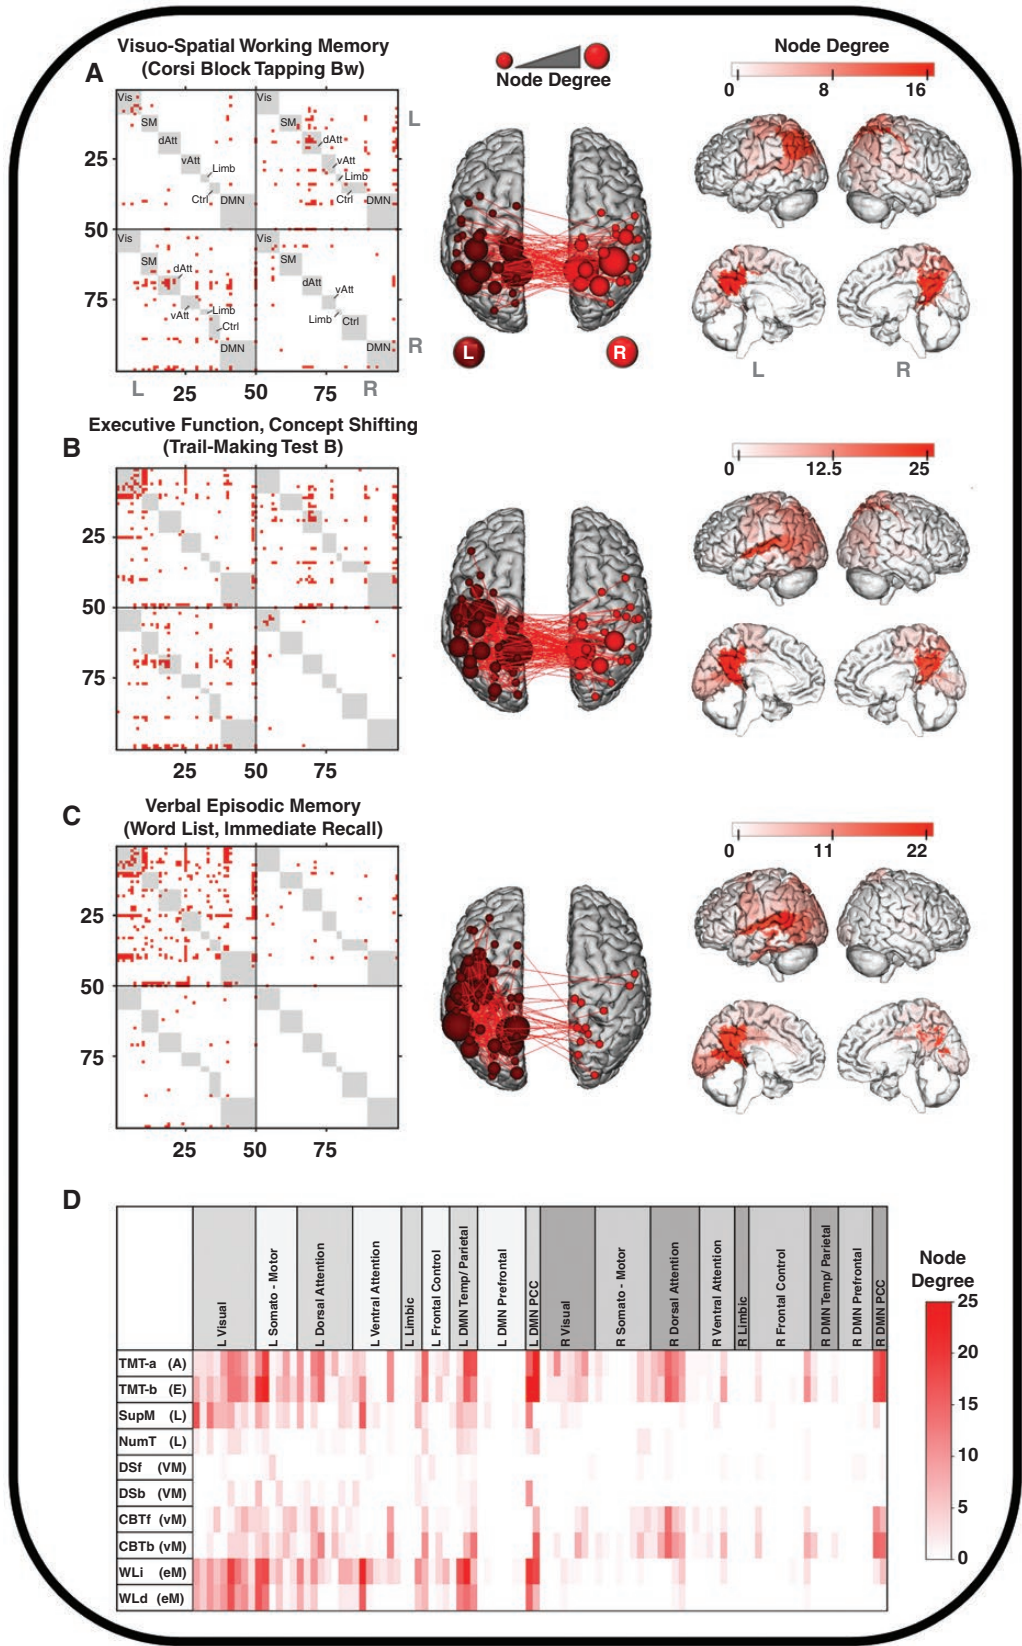 Visuo-Spatial Working Memory
(Corsi Block Tapping Bw)
A
Vis
SM
dAtt
vAtt
Limb
Ctrl
DMN
Vis
SM
dAtt
vAtt
Limb
Ctrl
DMN
L
25
50
75
Vis
SM
dAtt
vAtt
Limb
Ctrl
DMN
Vis
SM
dAtt
vAtt
Limb
Ctrl
DMN
R
L
25
50
75
R
Node Degree
L
R
Node Degree
0
8
16
L
R
Executive Function, Concept Shifting
(Trail-Making Test B)
B
25
50
75
25
50
75
0
12.5
25
Verbal Episodic Memory
(Word List, Immediate Recall)
C
25
50
75
25
50
75
0
11
22
D
L Visual
L Somato - Motor
L Dorsal Attention
L Ventral Attention
L Limbic
L Frontal Control
L DMN Temp/ Parietal
L DMN Prefrontal
L DMN PCC
R Visual
R Somato - Motor
R Dorsal Attention
R Ventral Attention
R Limbic
R Frontal Control
R DMN Temp/ Parietal
R DMN Prefrontal
R DMN PCC
TMT-a (A)
TMT-b (E)
SupM (L)
NumT (L)
DSf (VM)
DSb (VM)
CBTf (vM)
CBTb (vM)
WLi (eM)
WLd (eM)
Node
Degree
25
20
15
10
5
0